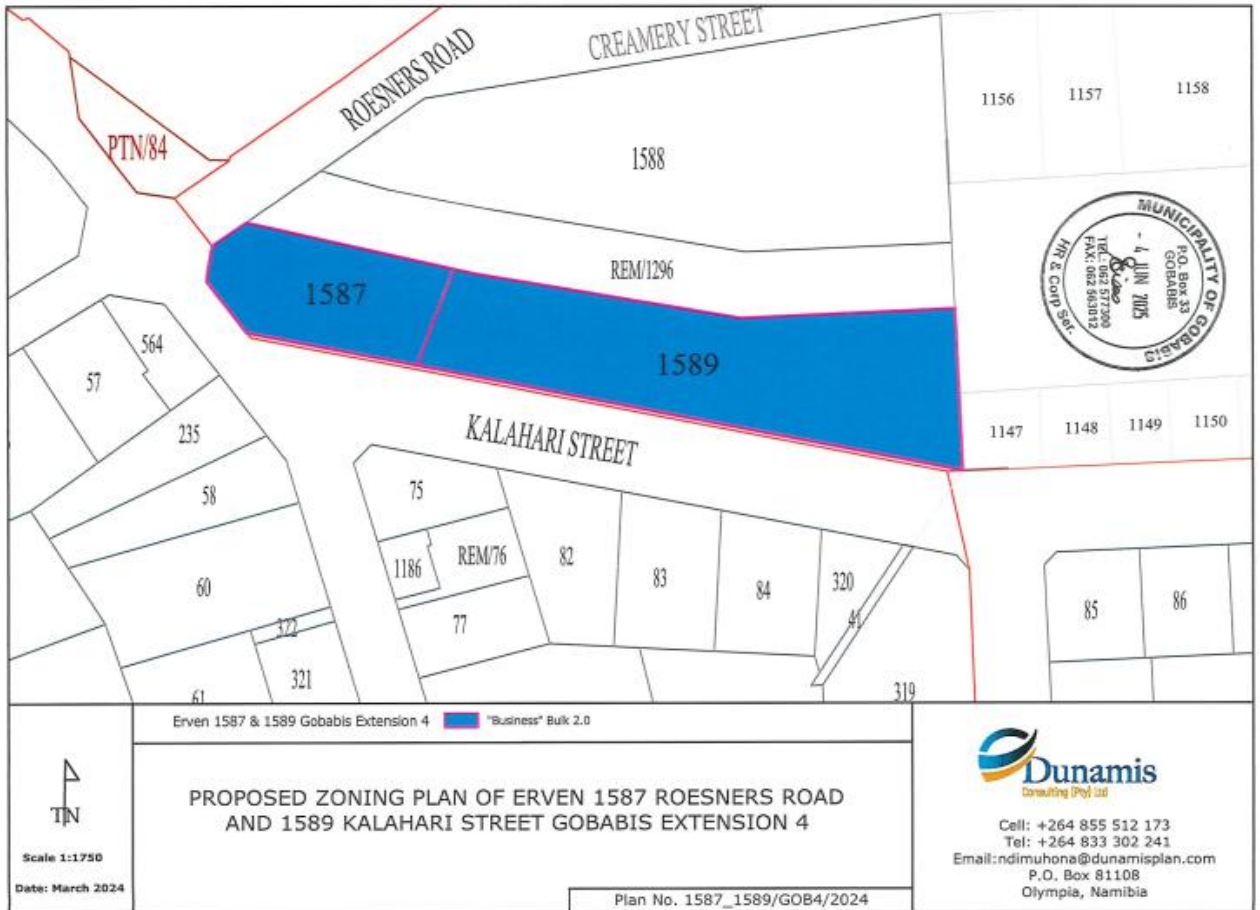 CREAMERY STREET
ROESNERS ROAD
PTN/84
1156
1157
1158
1588
REM/1296
1587
1589
MUNICIPALITY OF GOBABIS
P.O. Box 33
GOBABIS
- 4 JUN 2025
TEL: 062 577300
FAX: 062 563012
HR & Corp Ser.
564
57
235
58
60
322
321
61
KALAHARI STREET
1147
1148
1149
1150
75
1186
REM/76
77
82
83
84
320
41
319
85
86
Erven 1587 & 1589 Gobabis Extension 4
"Business" Bulk 2.0
TN
Scale 1:1750
Date: March 2024
PROPOSED ZONING PLAN OF ERVEN 1587 ROESNERS ROAD
AND 1589 KALAHARI STREET GOBABIS EXTENSION 4
Plan No. 1587_1589/GOB4/2024
Dunamis
Consulting (Pty) Ltd
Cell: +264 855 512 173
Tel: +264 833 302 241
Email:ndimuhona@dunamisplan.com
P.O. Box 81108
Olympia, Namibia